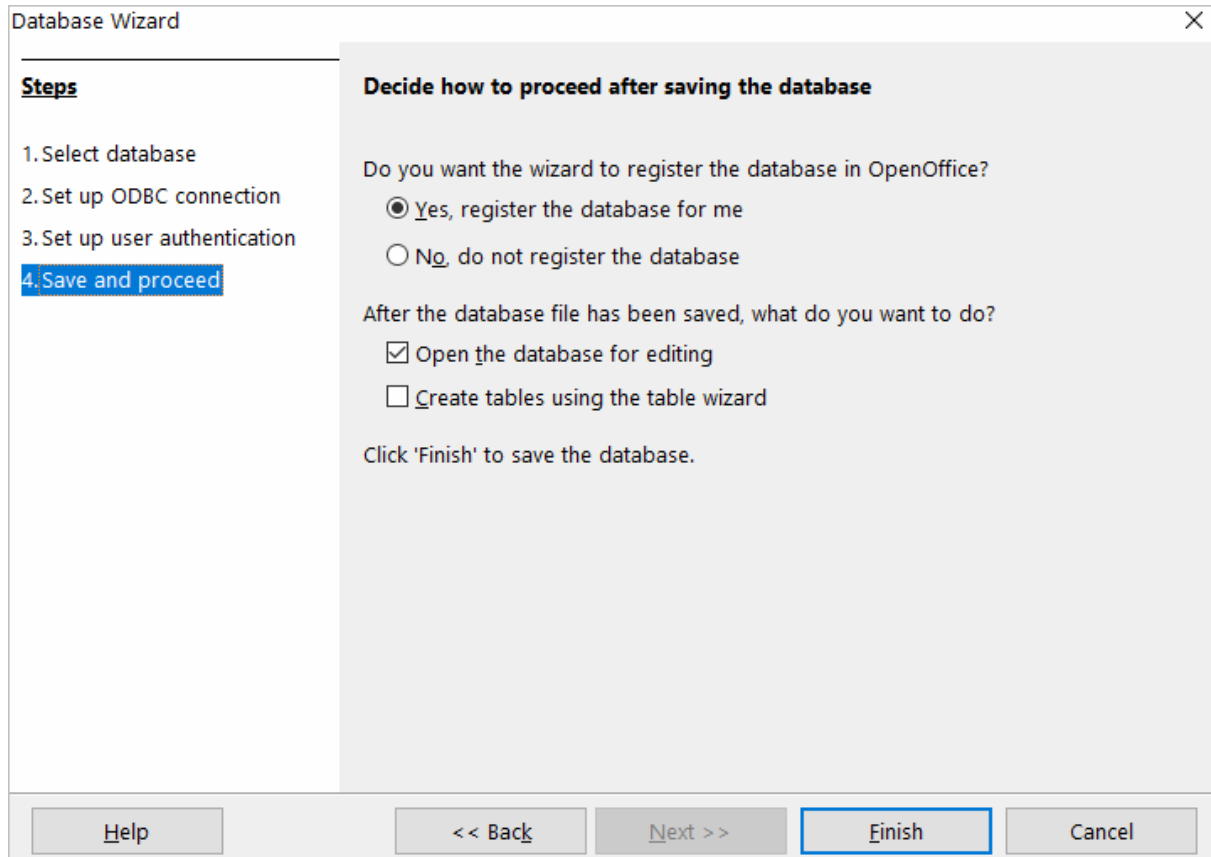 Database Wizard
Steps
1. Select database
2. Set up ODBC connection
3. Set up user authentication
4. Save and proceed
Decide how to proceed after saving the database
Do you want the wizard to register the database in OpenOffice?
Yes, register the database for me
No, do not register the database
After the database file has been saved, what do you want to do?
Open the database for editing
Create tables using the table wizard
Click 'Finish' to save the database.
Help
<< Back
Next >>
Finish
Cancel